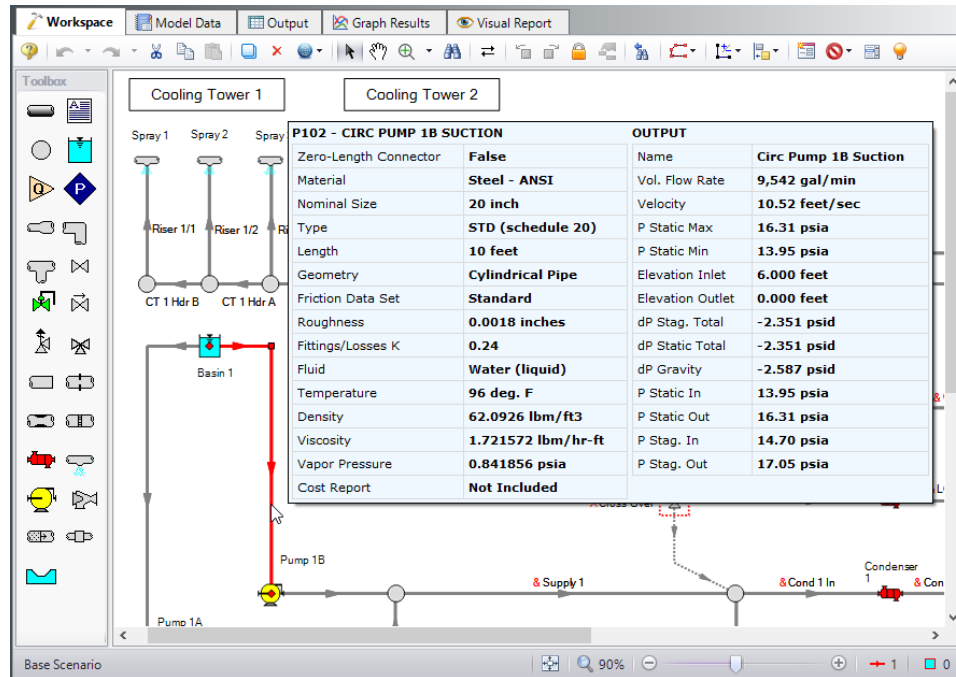 Workspace Model Data Output Graph Results Visual Report
Toolbox
Cooling Tower 1 Cooling Tower 2
Spray 1 Spray 2 Spray
P102 - CIRC PUMP 1B SUCTION OUTPUT
Zero-Length Connector False Name Circ Pump 1B Suction
Material Steel - ANSI Vol. Flow Rate 9,542 gal/min
Nominal Size 20 inch Velocity 10.52 feet/sec
Type STD (schedule 20) P Static Max 16.31 psia
Riser 1/1 Riser 1/2 Ri
Length 10 feet P Static Min 13.95 psia
Geometry Cylindrical Pipe Elevation Inlet 6.000 feet
CT 1 Hdr B CT 1 Hdr A
Friction Data Set Standard Elevation Outlet 0.000 feet
Roughness 0.0018 inches dP Stag. Total -2.351 psid
Fittings/Losses K 0.24 dP Static Total -2.351 psid
Basin 1
Fluid Water (liquid) dP Gravity -2.587 psid
Temperature 96 deg. F P Static In 13.95 psia
&
Density 62.0926 lbm/ft3 P Static Out 16.31 psia
Viscosity 1.721572 lbm/hr-ft P Stag. In 14.70 psia
Vapor Pressure 0.841856 psia P Stag. Out 17.05 psia
Cost Report Not Included
X Cross Over
Pump 1B
& Supply 1
& Cond 1 In
Condenser
1
& Con
Pump 1A
Base Scenario 90% 1 0